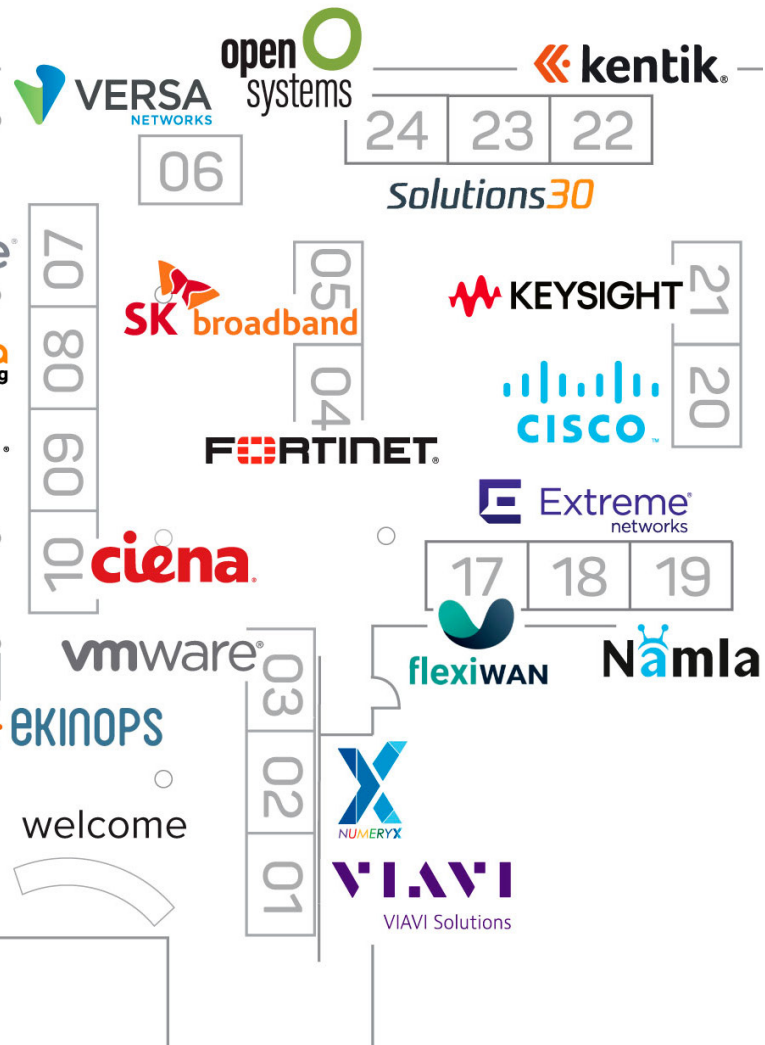 open
systems
VERSA
NETWORKS
kentik®
24 23 22
06
Solutions30
07
05
21
e®
SK broadband
KEYSIGHT
08
g
04
20
CISCO™
09
FORTINET®
Extreme®
networks
10
ciena®
17 18 19
vmware®
03
flexiWAN
Namla
eKINOPS
02
NUMERYX
welcome
01
VIAVI
VIAVI Solutions